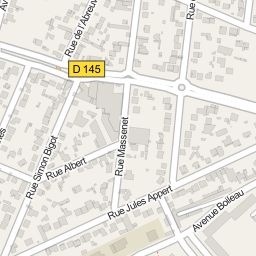 Rue de l'Abreuv
D 145
Rue Massenet
Rue Simon Bigot
Rue Albert
Rue Jules Appert
Avenue Boileau